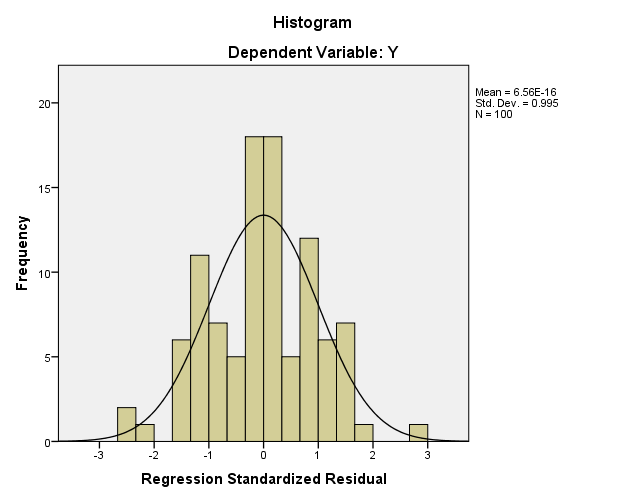 Histogram
Dependent Variable: Y
Mean = 6.56E-16
Std. Dev. = 0.995
N = 100
Frequency
20
15
10
5
0
-3 -2 -1 0 1 2 3
Regression Standardized Residual